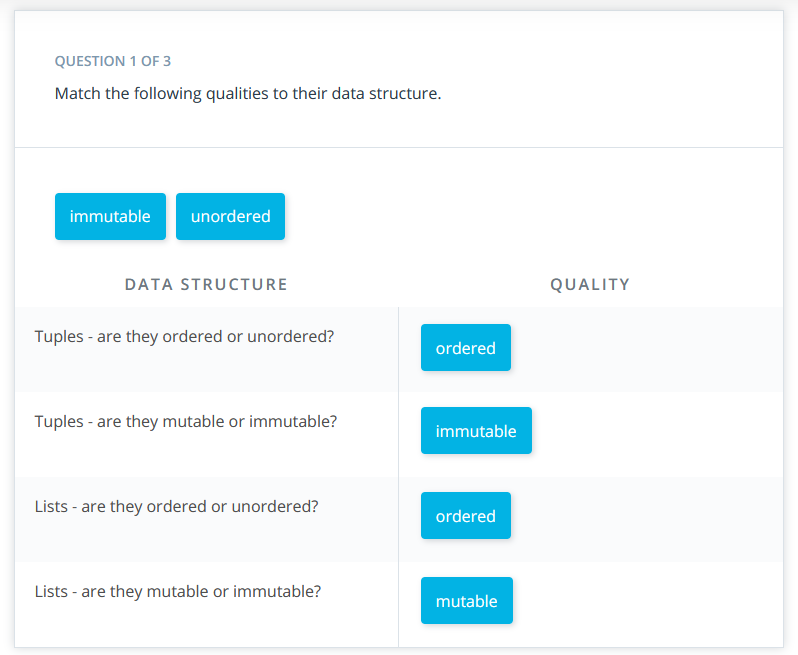 QUESTION 1 OF 3
Match the following qualities to their data structure.
immutable unordered
DATA STRUCTURE QUALITY
Tuples - are they ordered or unordered? ordered
Tuples - are they mutable or immutable? immutable
Lists - are they ordered or unordered? ordered
Lists - are they mutable or immutable? mutable